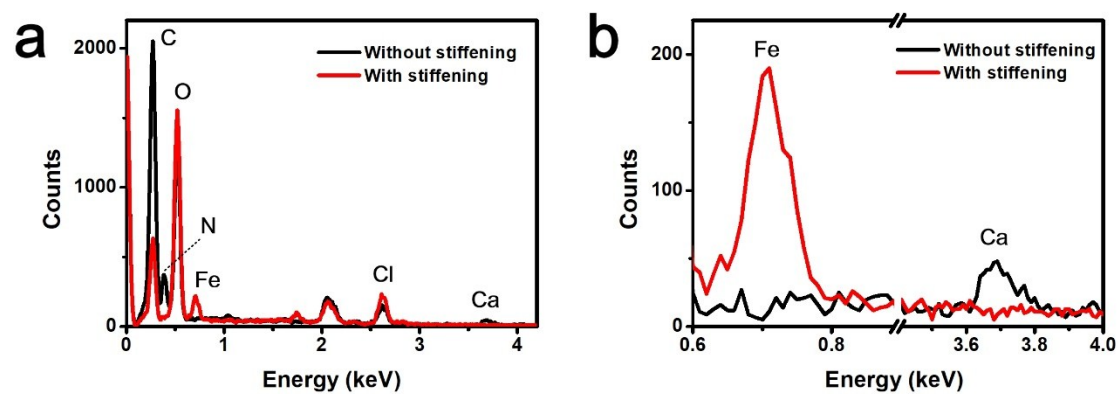 a
C
Without stiffening
With stiffening
O
N
Fe
Cl
Ca
2000
1000
0
Counts
0 1 2 3 4
Energy (keV)
b
Fe
Without stiffening
With stiffening
Ca
200
100
0
Counts
0.6 0.8 3.6 3.8 4.0
Energy (keV)